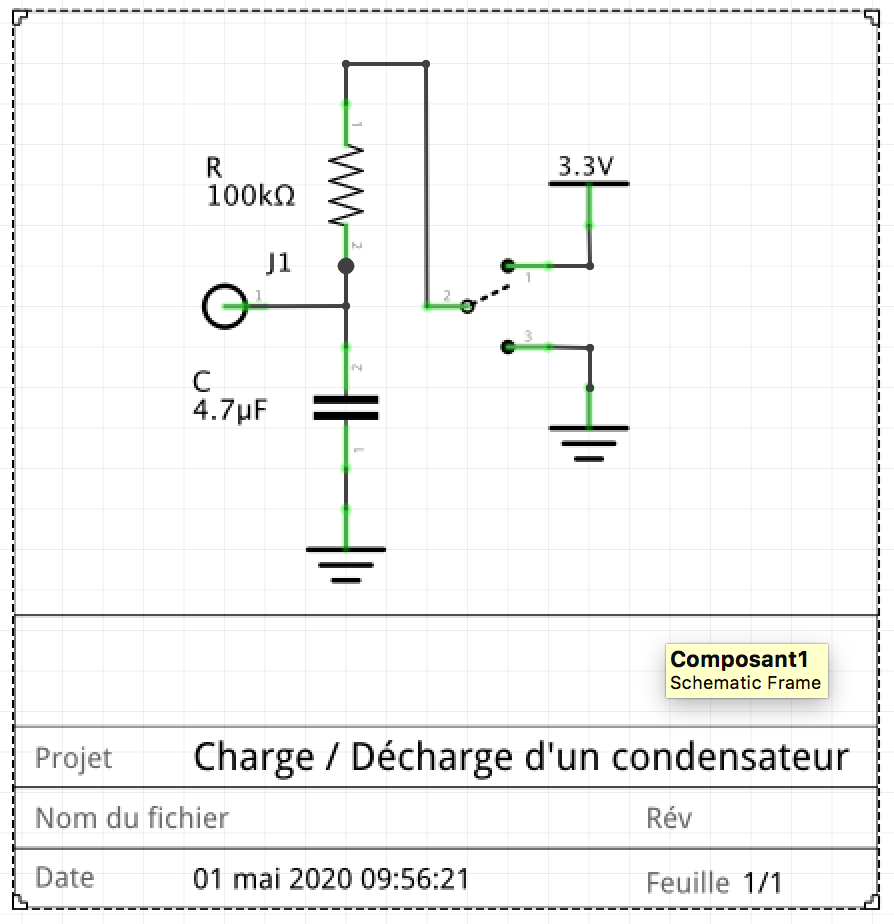 3.3V
R
100kΩ
1
2
J1
1
2
1
3
2
C
4.7µF
1
Composant1
Schematic Frame
Projet Charge / Décharge d'un condensateur
Nom du fichier Rév
Date 01 mai 2020 09:56:21 Feuille 1/1